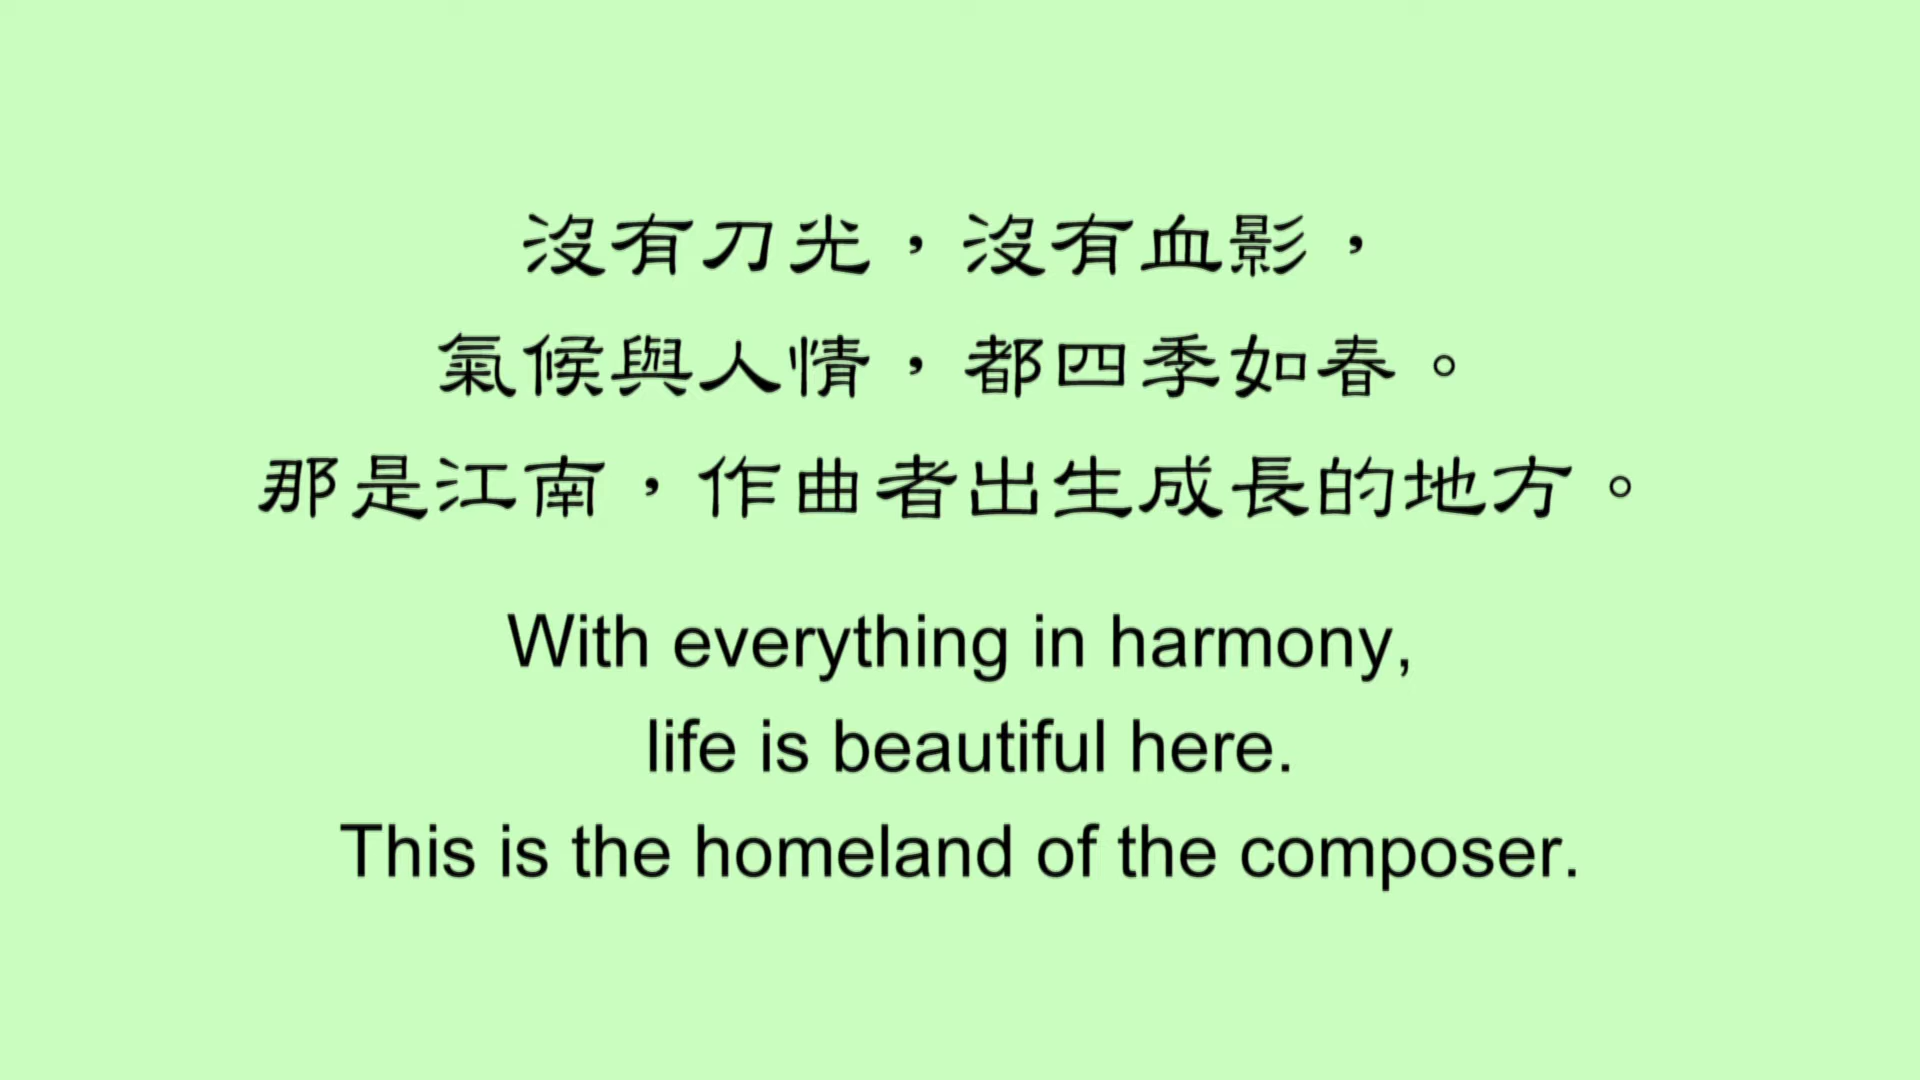 沒有刀光，沒有血影，
氣候與人情，都四季如春。
那是江南，作曲者出生成長的地方。
With everything in harmony,
life is beautiful here.
This is the homeland of the composer.